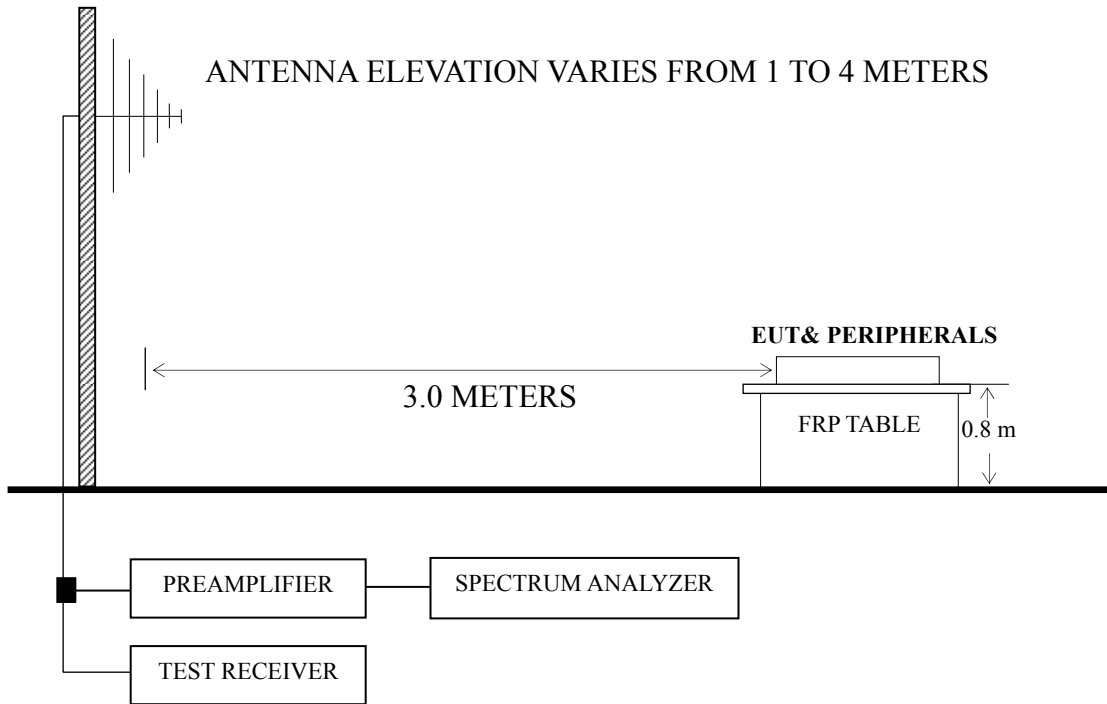 ANTENNA ELEVATION VARIES FROM 1 TO 4 METERS
EUT& PERIPHERALS
3.0 METERS
FRP TABLE
0.8 m
PREAMPLIFIER
SPECTRUM ANALYZER
TEST RECEIVER